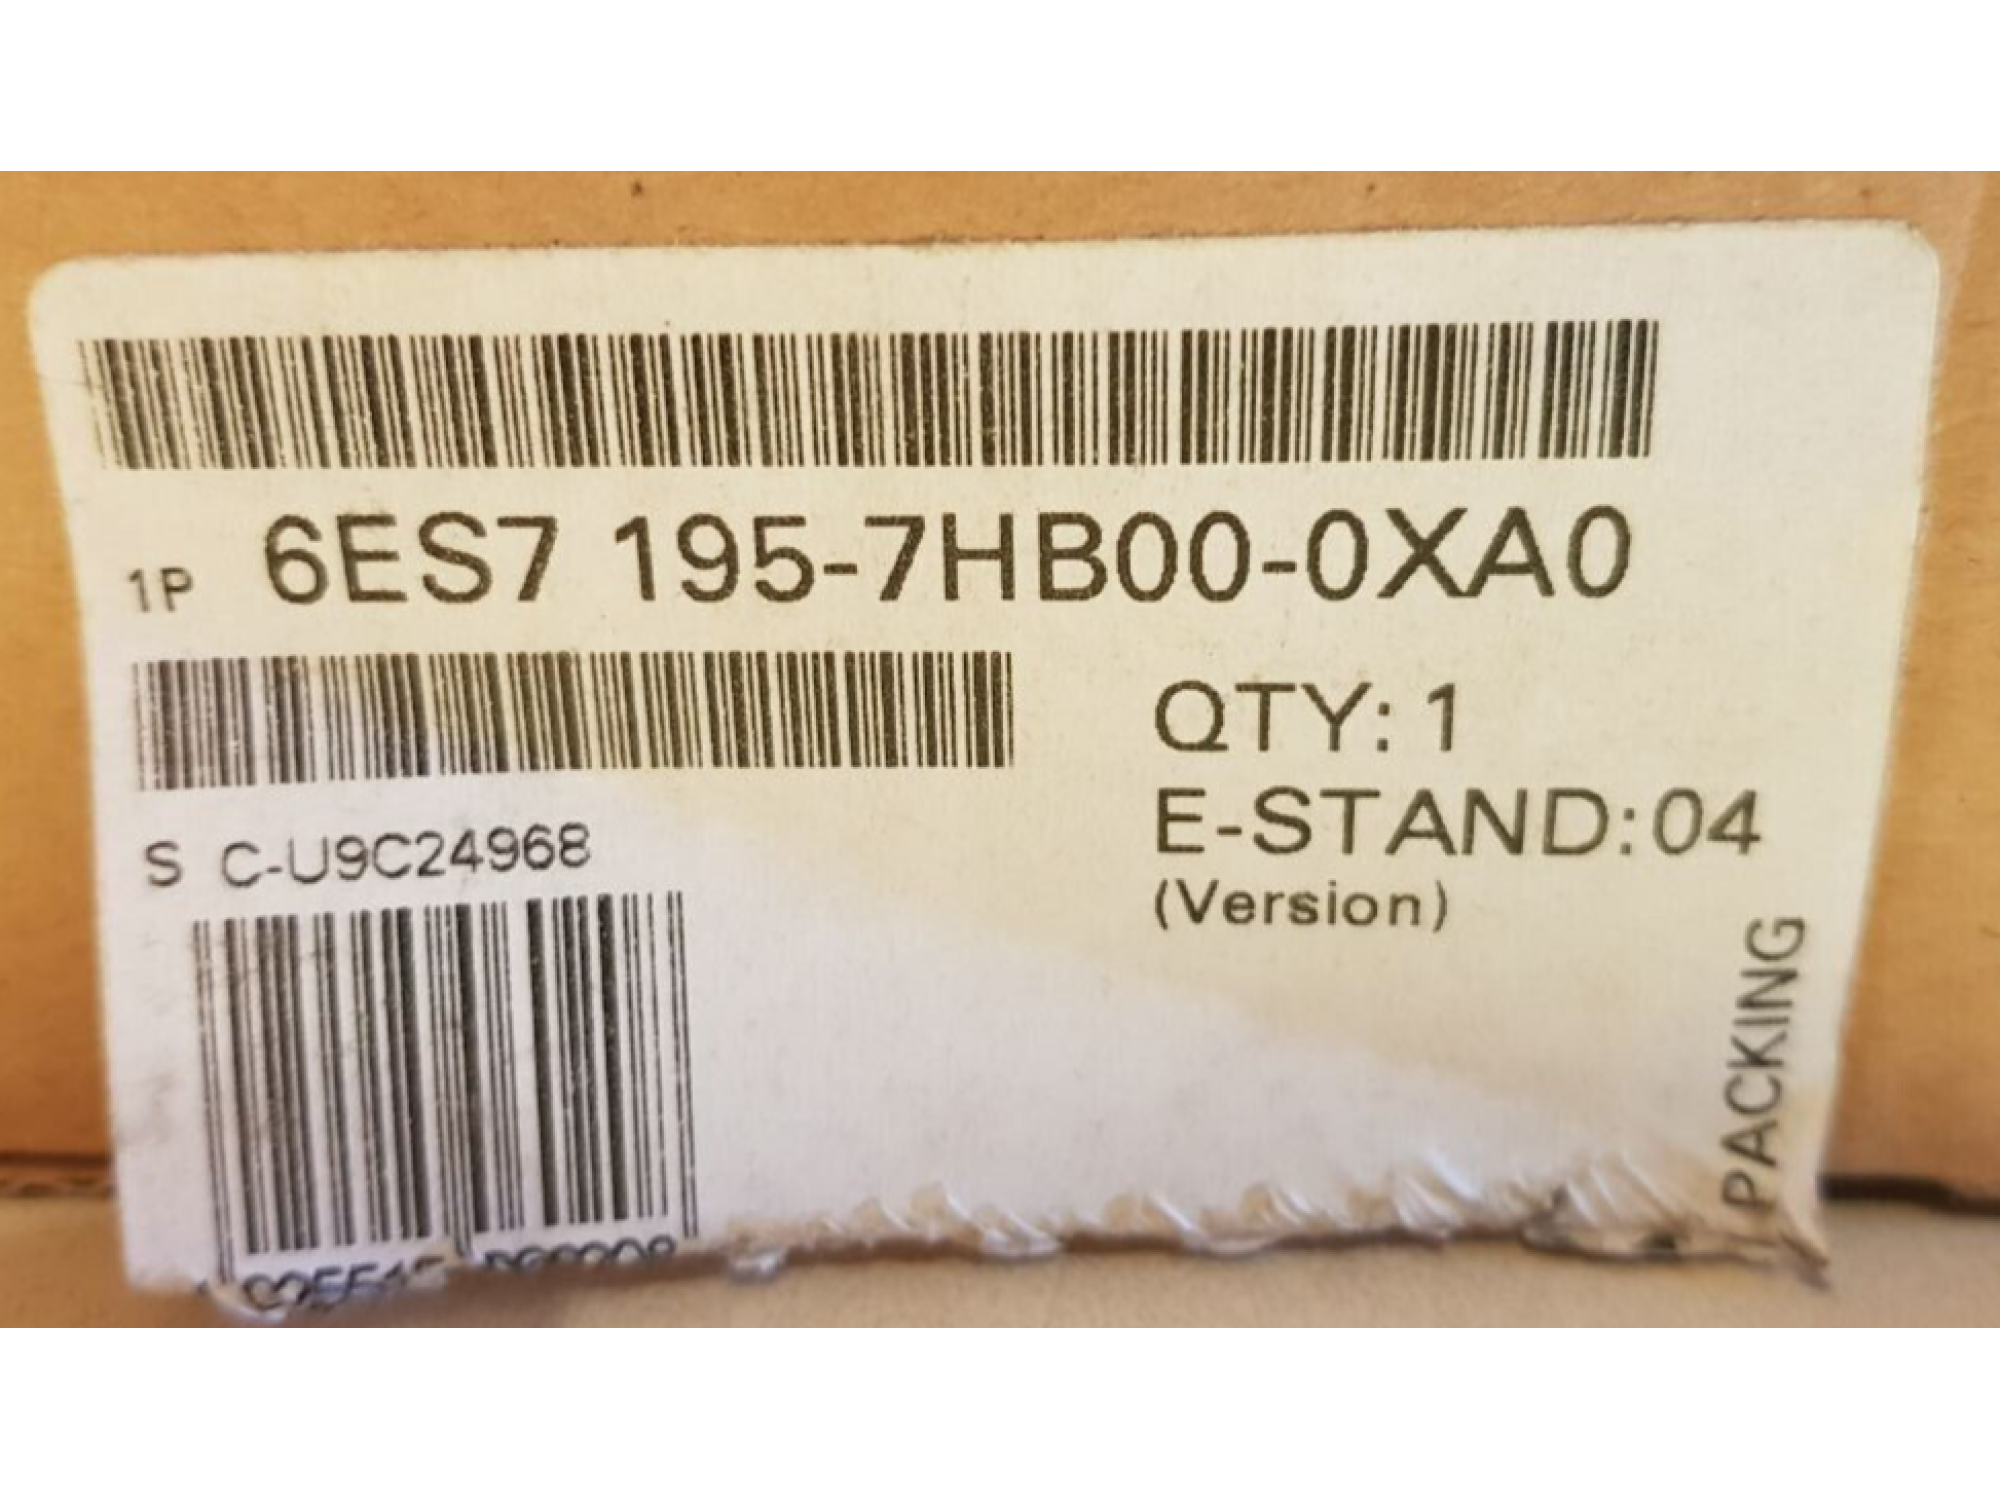 1P 6ES7 195-7HB00-0XA0
S C-U9C24968
QTY: 1
E-STAND:04
(Version)
PACKING